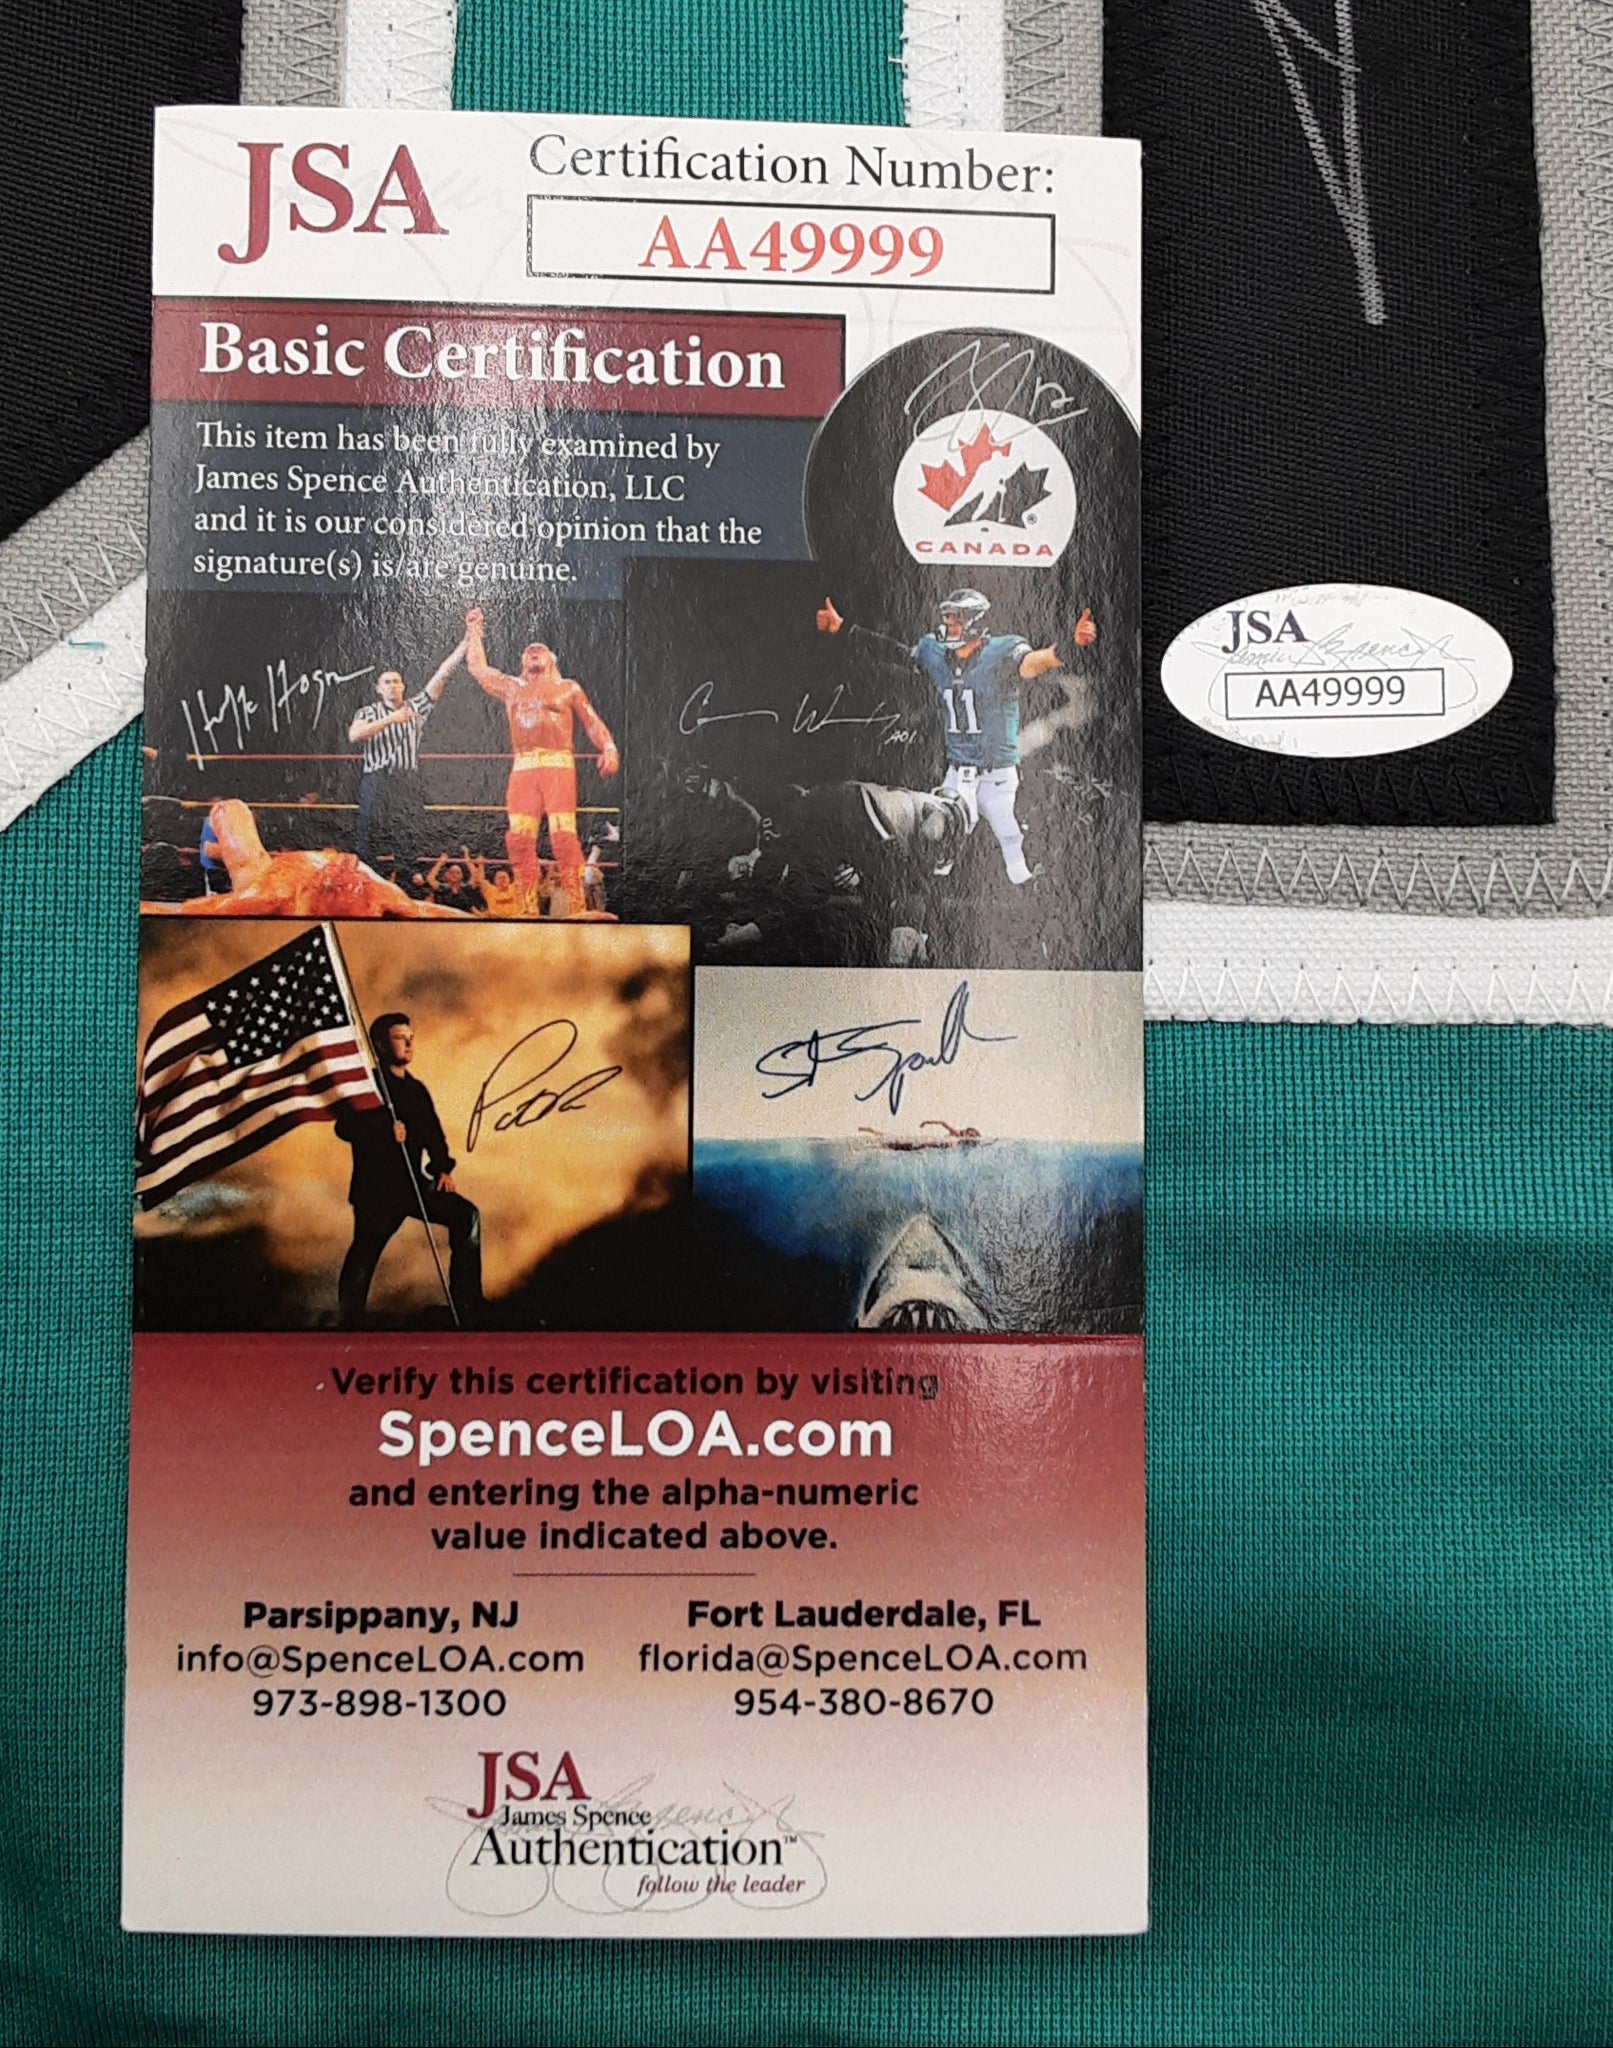 JSA
Certification Number:
AA49999
Basic Certification
This item has been fully examined by
James Spence Authentication, LLC
and it is our considered opinion that the
signature(s) is/are genuine.
CANADA
11
JSA
AA49999
Verify this certification by visiting
SpenceLOA.com
and entering the alpha-numeric
value indicated above.
Parsippany, NJ
info@SpenceLOA.com
973-898-1300
Fort Lauderdale, FL
florida@SpenceLOA.com
954-380-8670
JSA
James Spence
Authentication™
follow the leader